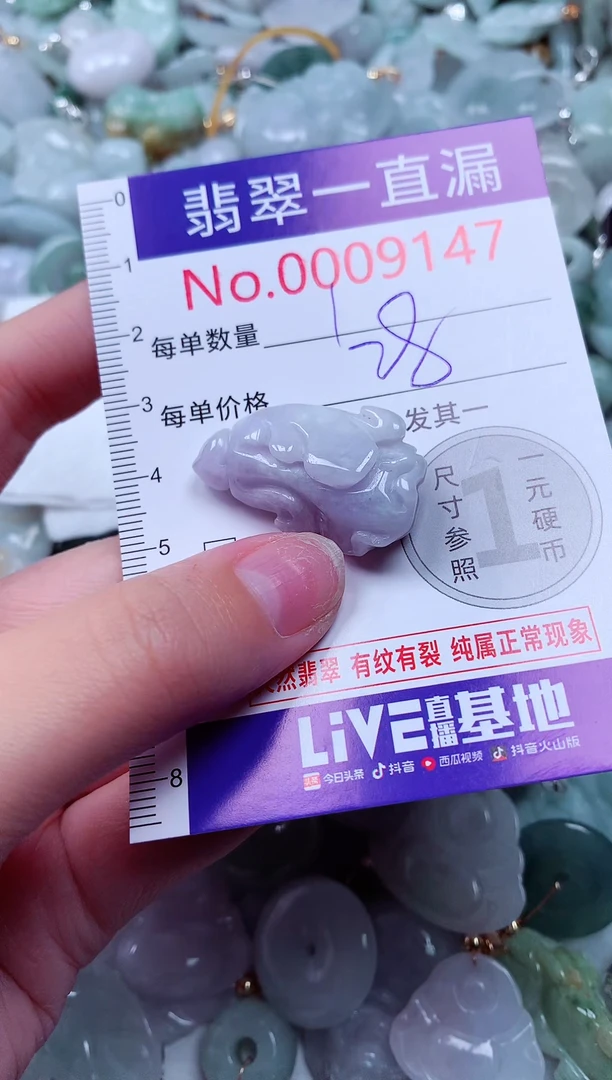 翡翠一直漏
No.0009147
每单数量
128
每单价格
发其一
尺寸参照
1
一元硬币
然翡翠 有纹有裂 纯属正常现象
LiVE直播基地
今日头条 抖音 西瓜视频 抖音火山版
0
1
2
3
4
5
8